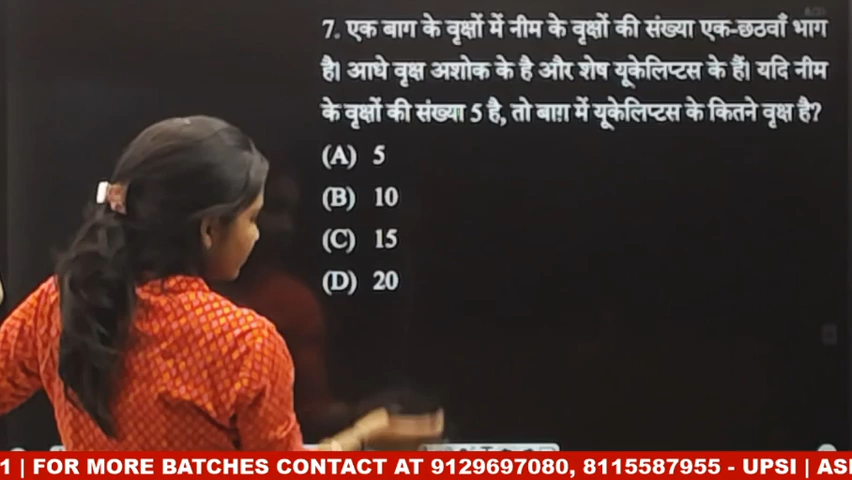 7. एक बाग के वृक्षों में नीम के वृक्षों की संख्या एक-छठवाँ भाग
है। आधे वृक्ष अशोक के है और शेष यूकेलिप्टस के हैं। यदि नीम
के वृक्षों की संख्या 5 है, तो बाग़ में यूकेलिप्टस के कितने वृक्ष है?
(A) 5
(B) 10
(C) 15
(D) 20
1 | FOR MORE BATCHES CONTACT AT 9129697080, 8115587955 - UPSI | ASI